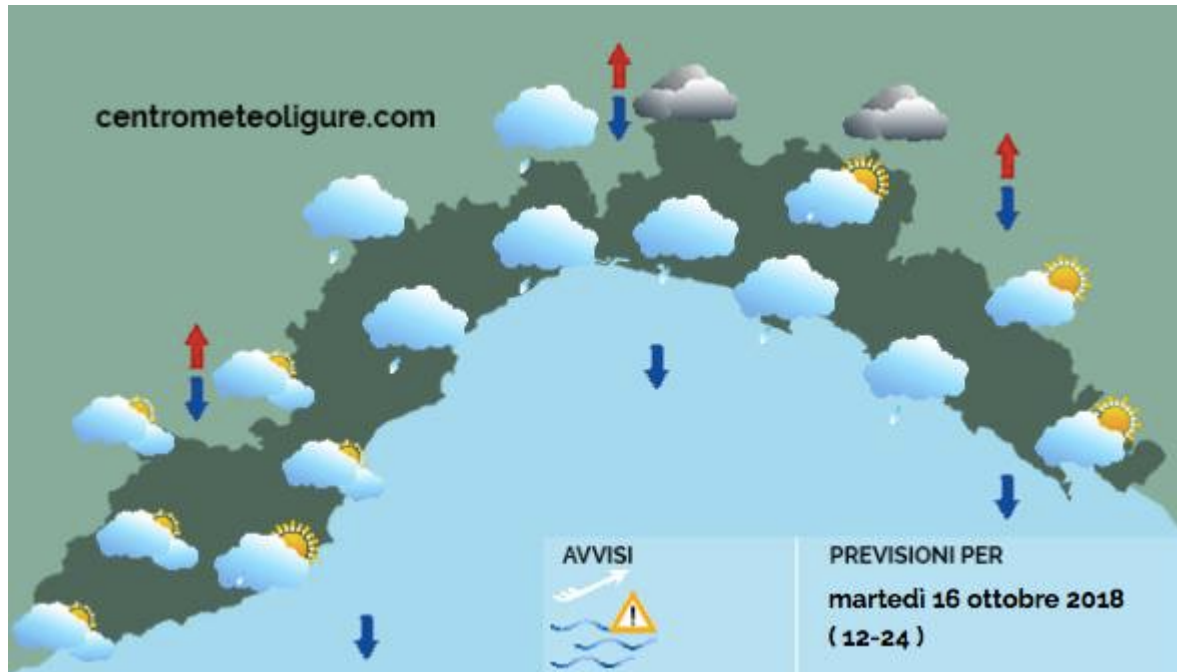 centrometeoligure.com
AVVISI
PREVISIONI PER
martedì 16 ottobre 2018
( 12-24 )